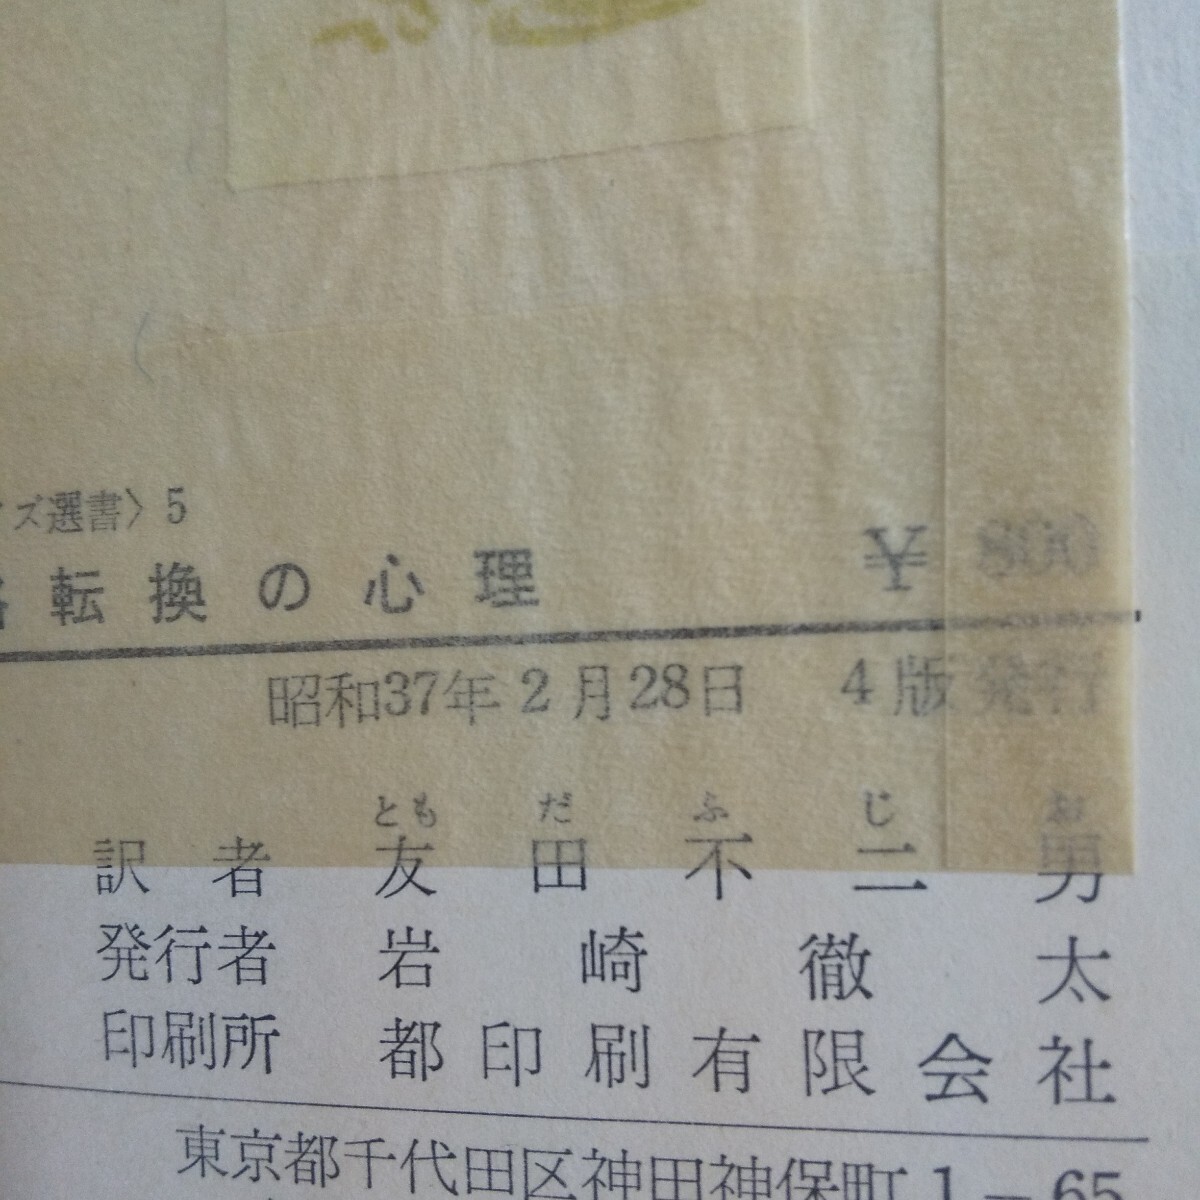 ズ選書〉5
転換の心理 ¥ 800
昭和37年2月28日 4版発行
とも だ ふ じ お
訳者 友田不二男
発行者 岩崎徹太
印刷所 都印刷有限会社
東京都千代田区神田神保町1−65